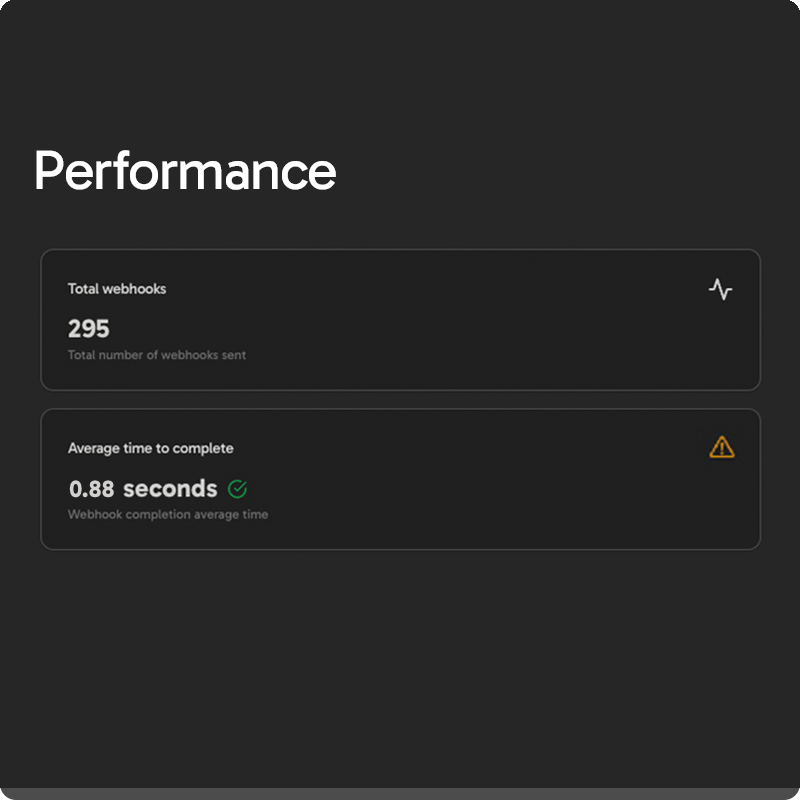 Performance
Total webhooks
295
Total number of webhooks sent
Average time to complete
0.88 seconds
Webhook completion average time